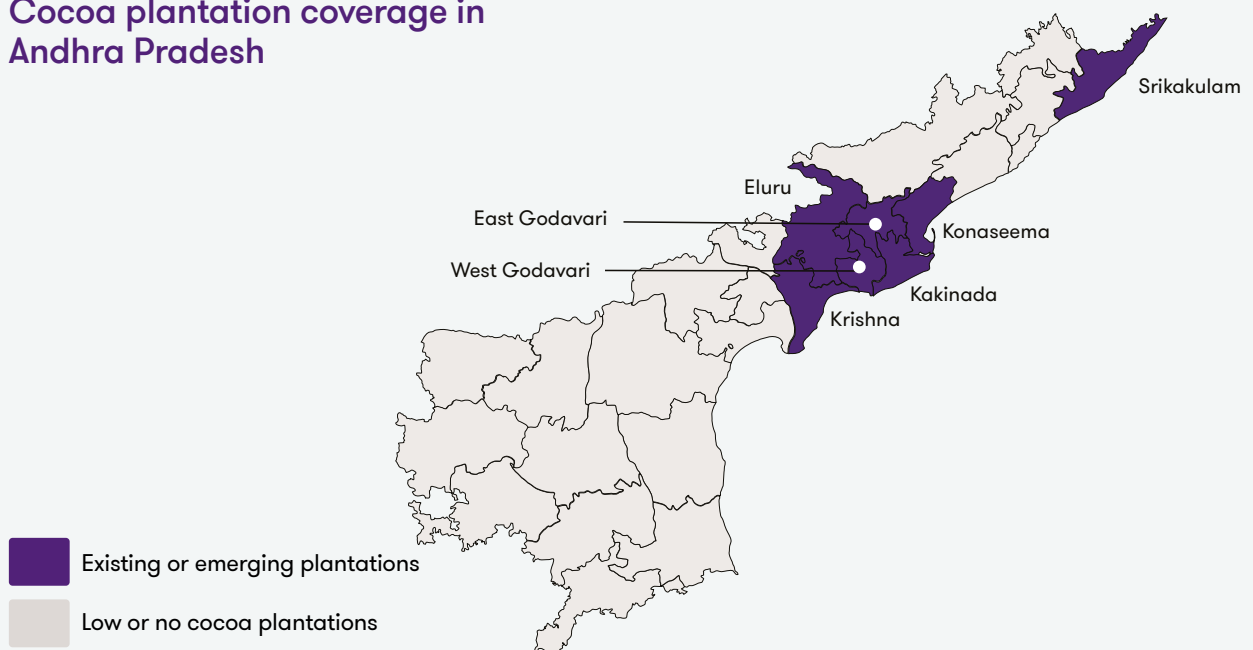 Cocoa plantation coverage in
Andhra Pradesh
Srikakulam
Eluru
East Godavari
Konaseema
West Godavari
Kakinada
Krishna
Existing or emerging plantations
Low or no cocoa plantations